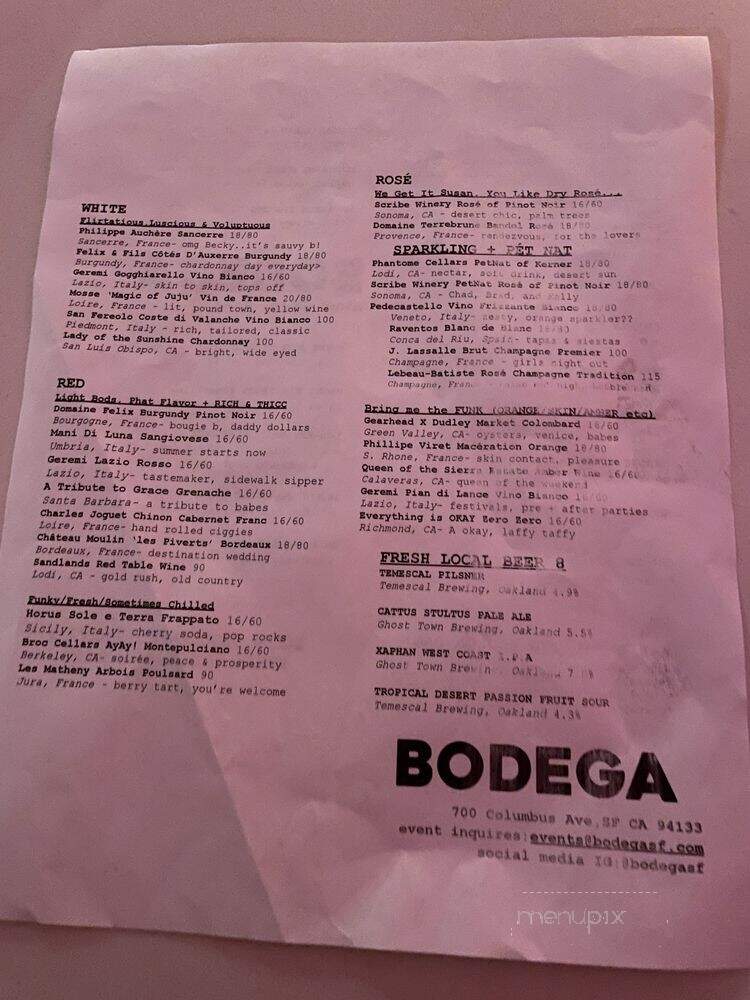 WHITE
Flirtatious, Luscious & Voluptuous
Philippe Auchère Sancerre 18/80
Sancerre, France- omg Becky..it's sauvy b!
Felix & Fils Côtés D'Auxerre Burgundy 18/80
Burgundy, France- chardonnay day everyday>
Geremi Gogghiarello Vino Bianco 16/60
Lazio, Italy- skin to skin, tops off
Mosse 'Magic of Juju' Vin de France 20/80
Loire, France - lit, pound town, yellow wine
San Fereolo Coste di Valanche Vino Bianco 100
Piedmont, Italy - rich, tailored, classic
Lady of the Sunshine Chardonnay 100
San Luis Obispo, CA - bright, wide eyed
RED
Light Bods, Phat Flavor + RICH & THICC
Domaine Felix Burgundy Pinot Noir 16/60
Bourgogne, France- bougie b, daddy dollars
Mani Di Luna Sangiovese 16/60
Umbria, Italy- summer starts now
Geremi Lazio Rosso 16/60
Lazio, Italy- tastemaker, sidewalk sipper
A Tribute to Grace Grenache 16/60
Santa Barbara- a tribute to babes
Charles Joguet Chinon Cabernet Franc 16/60
Loire, France- hand rolled ciggies
Château Moulin 'les Piverts' Bordeaux 18/80
Bordeaux, France- destination wedding
Sandlands Red Table Wine 90
Lodi, CA - gold rush, old country
Funky/Fresh/Sometimes Chilled
Horus Sole e Terra Frappato 16/60
Sicily, Italy- cherry soda, pop rocks
Broc Cellars AyAy! Montepulciano 16/60
Berkeley, CA- soirée, peace & prosperity
Les Matheny Arbois Poulsard 90
Jura, France - berry tart, you're welcome
ROSÉ
We Get It Susan. You Like Dry Rosé...
Scribe Winery Rosé of Pinot Noir 16/60
Sonoma, CA - desert chic, palm trees
Domaine Terrebrune Bandol Rosé 18/80
Provence, France- rendezvous, for the lovers
SPARKLING + PÉT NAT
Phantome Cellars PetNat of Kerner 18/80
Lodi, CA- nectar, soft drink, desert sun
Scribe Winery PetNat Rosé of Pinot Noir 18/80
Sonoma, CA - Chad, Brad, and
Pedecastello Vino Frizzante Bianco
Veneto, Italy- zesty, orange sparkler??
Raventos Blanc de Blanc
Conca del Riu, Spain- tapas & siestas
J. Lassalle Brut Champagne Premier 100
Champagne, France - girls night out
Lebeau-Batiste Rosé Champagne Tradition 115
Champagne,
Bring me the FUNK (ORANGE/SKIN/AMBER etc)
Gearhead X Dudley Market Colombard 16/60
Green Valley, CA- oysters, venice, babes
Phillipe Viret Macération Orange 18/80
S. Rhone, France- skin contact, pleasure
Queen of the Sierra Estate Amber Wine 16/60
Calaveras, CA- queen of the weekend
Geremi Pian di Lance Vino Bianco
Lazio, Italy- festivals, pre + after parties
Everything is OKAY Zero Zero 16/60
Richmond, CA- A okay, laffy taffy
FRESH LOCAL BEER 8
TEMESCAL PILSNER
Temescal Brewing, Oakland 4.9%
CATTUS STULTUS PALE ALE
Ghost Town Brewing, Oakland 5.5%
XAPHAN WEST COAST I.P.A
Ghost Town Brewing, Oakland
TROPICAL DESERT PASSION FRUIT SOUR
Temescal Brewing, Oakland 4.3%
BODEGA
700 Columbus Ave,SF CA 94133
event inquires:events@bodegasf.com
social media IG:@bodegasf
menupix